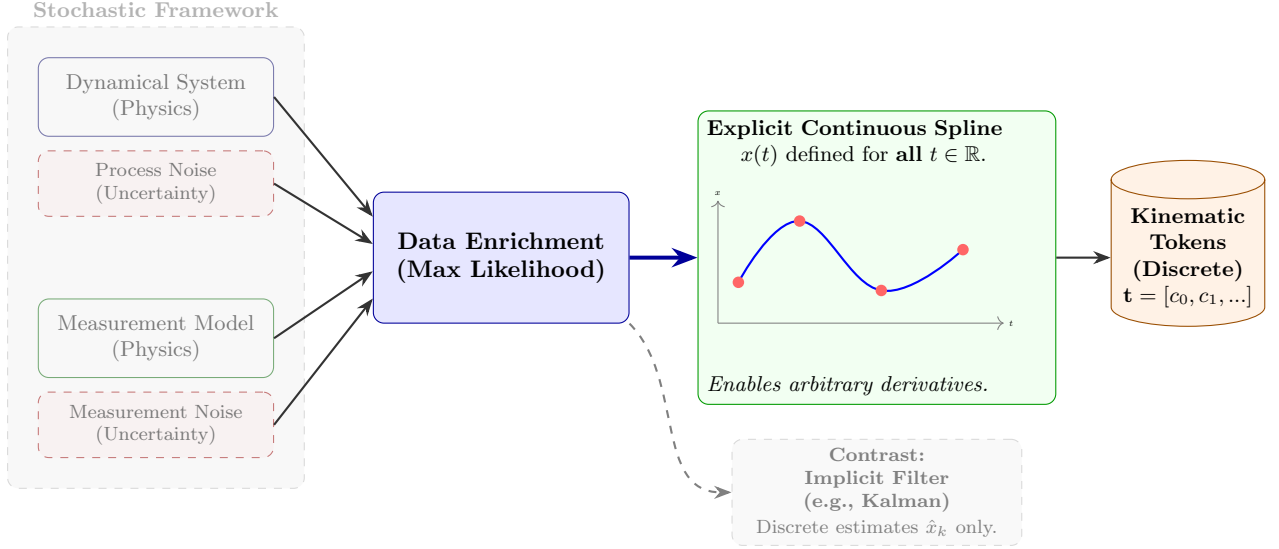 Stochastic Framework
Dynamical System
(Physics)
Process Noise
(Uncertainty)
Measurement Model
(Physics)
Measurement Noise
(Uncertainty)
Data Enrichment
(Max Likelihood)
Explicit Continuous Spline
x(t) defined for all t ∈ ℝ.
x
t
Enables arbitrary derivatives.
Contrast:
Implicit Filter
(e.g., Kalman)
Discrete estimates x̂ₖ only.
Kinematic
Tokens
(Discrete)
t = [c₀, c₁, ...]